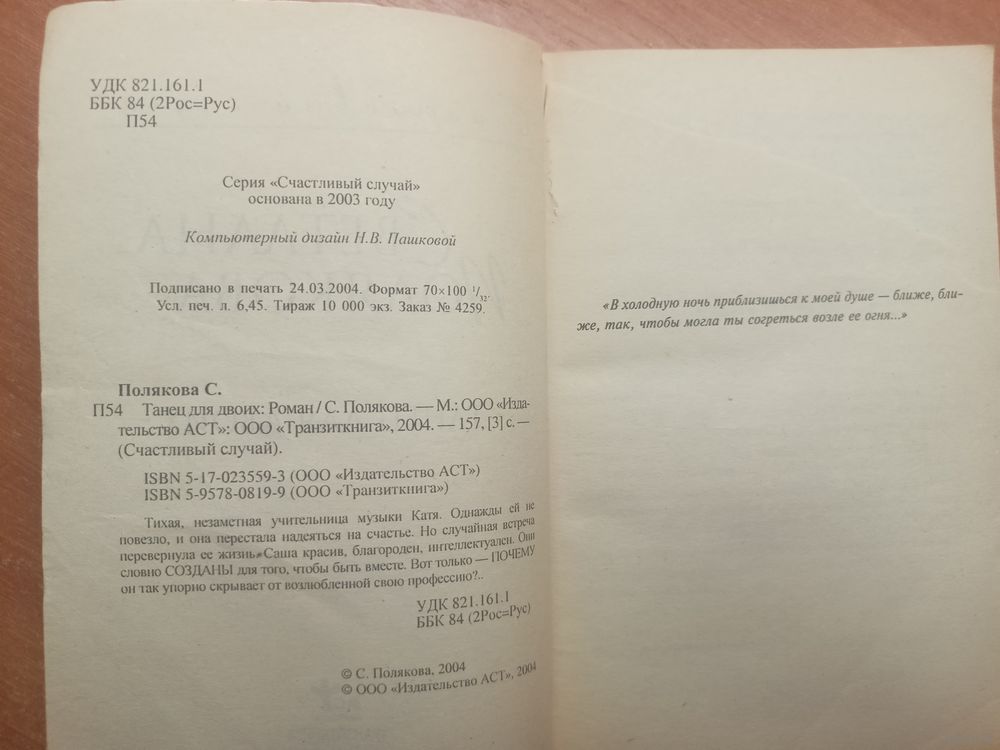 УДК 821.161.1
ББК 84 (2Рос=Рус)
П54
Серия «Счастливый случай»
основана в 2003 году
Компьютерный дизайн Н.В. Пашковой
Подписано в печать 24.03.2004. Формат 70×100 1/32.
Усл. печ. л. 6,45. Тираж 10 000 экз. Заказ № 4259.
Полякова С.
П54 Танец для двоих: Роман / С. Полякова. — М.: ООО «Изда-
тельство АСТ»: ООО «Транзиткнига», 2004. — 157, [3] с. —
(Счастливый случай).
ISBN 5-17-023559-3 (ООО «Издательство АСТ»)
ISBN 5-9578-0819-9 (ООО «Транзиткнига»)
Тихая, незаметная учительница музыки Катя. Однажды ей не
повезло, и она перестала надеяться на счастье. Но случайная встреча
перевернула ее жизнь. Саша красив, благороден, интеллектуален. Они
словно СОЗДАНЫ для того, чтобы быть вместе. Вот только — ПОЧЕМУ
он так упорно скрывает от возлюбленной свою профессию?..
УДК 821.161.1
ББК 84 (2Рос=Рус)
© С. Полякова, 2004
© ООО «Издательство АСТ», 2004
«В холодную ночь приблизишься к моей душе — ближе, бли-
же, так, чтобы могла ты согреться возле ее огня...»